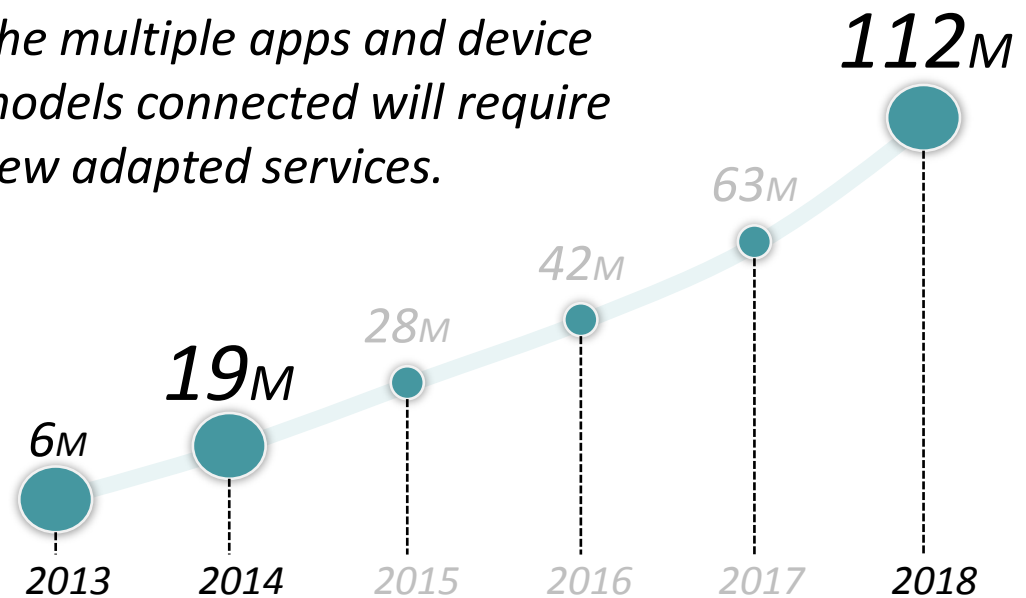 he multiple apps and device
nodels connected will require
ew adapted services.
112M
63M
42M
28M
19M
6M
2013 2014 2015 2016 2017 2018